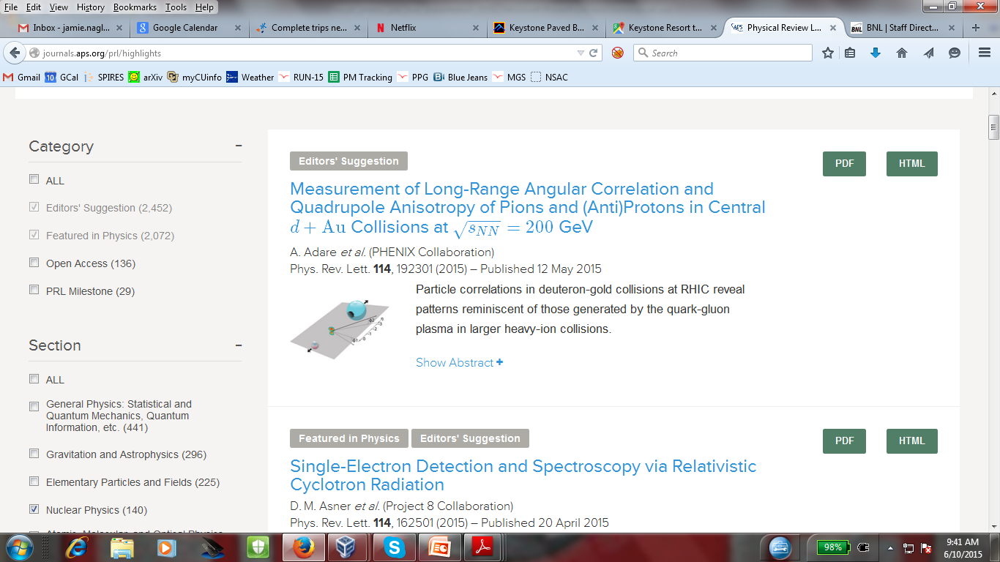 File Edit View History Bookmarks Tools Help
Inbox - jamie.nagl... Google Calendar Complete trips ne... Netflix Keystone Paved B... Keystone Resort t... Physical Review L... BNL | Staff Direct...
journals.aps.org/prl/highlights Search
Gmail GCal SPIRES arXiv myCUinfo Weather RUN-15 PM Tracking PPG Blue Jeans MGS NSAC
Category
ALL
Editors' Suggestion (2,452)
Featured in Physics (2,072)
Open Access (136)
PRL Milestone (29)
Section
ALL
General Physics: Statistical and
Quantum Mechanics, Quantum
Information, etc. (441)
Gravitation and Astrophysics (296)
Elementary Particles and Fields (225)
Nuclear Physics (140)
Editors' Suggestion
PDF HTML
Measurement of Long-Range Angular Correlation and
Quadrupole Anisotropy of Pions and (Anti)Protons in Central
d + Au Collisions at √sNN = 200 GeV
A. Adare et al. (PHENIX Collaboration)
Phys. Rev. Lett. 114, 192301 (2015) – Published 12 May 2015
Particle correlations in deuteron-gold collisions at RHIC reveal
patterns reminiscent of those generated by the quark-gluon
plasma in larger heavy-ion collisions.
Show Abstract +
Featured in Physics Editors' Suggestion
PDF HTML
Single-Electron Detection and Spectroscopy via Relativistic
Cyclotron Radiation
D. M. Asner et al. (Project 8 Collaboration)
Phys. Rev. Lett. 114, 162501 (2015) – Published 20 April 2015
98%
9:41 AM
6/10/2015